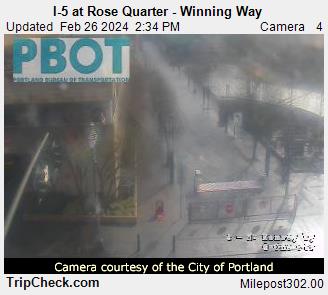 I-5 at Rose Quarter - Winning Way
Updated Feb 26 2024 2:34 PM Camera 4
PBOT
PORTLAND BUREAU OF TRANSPORTATION
Camera courtesy of the City of Portland
TripCheck.com Milepost302.00